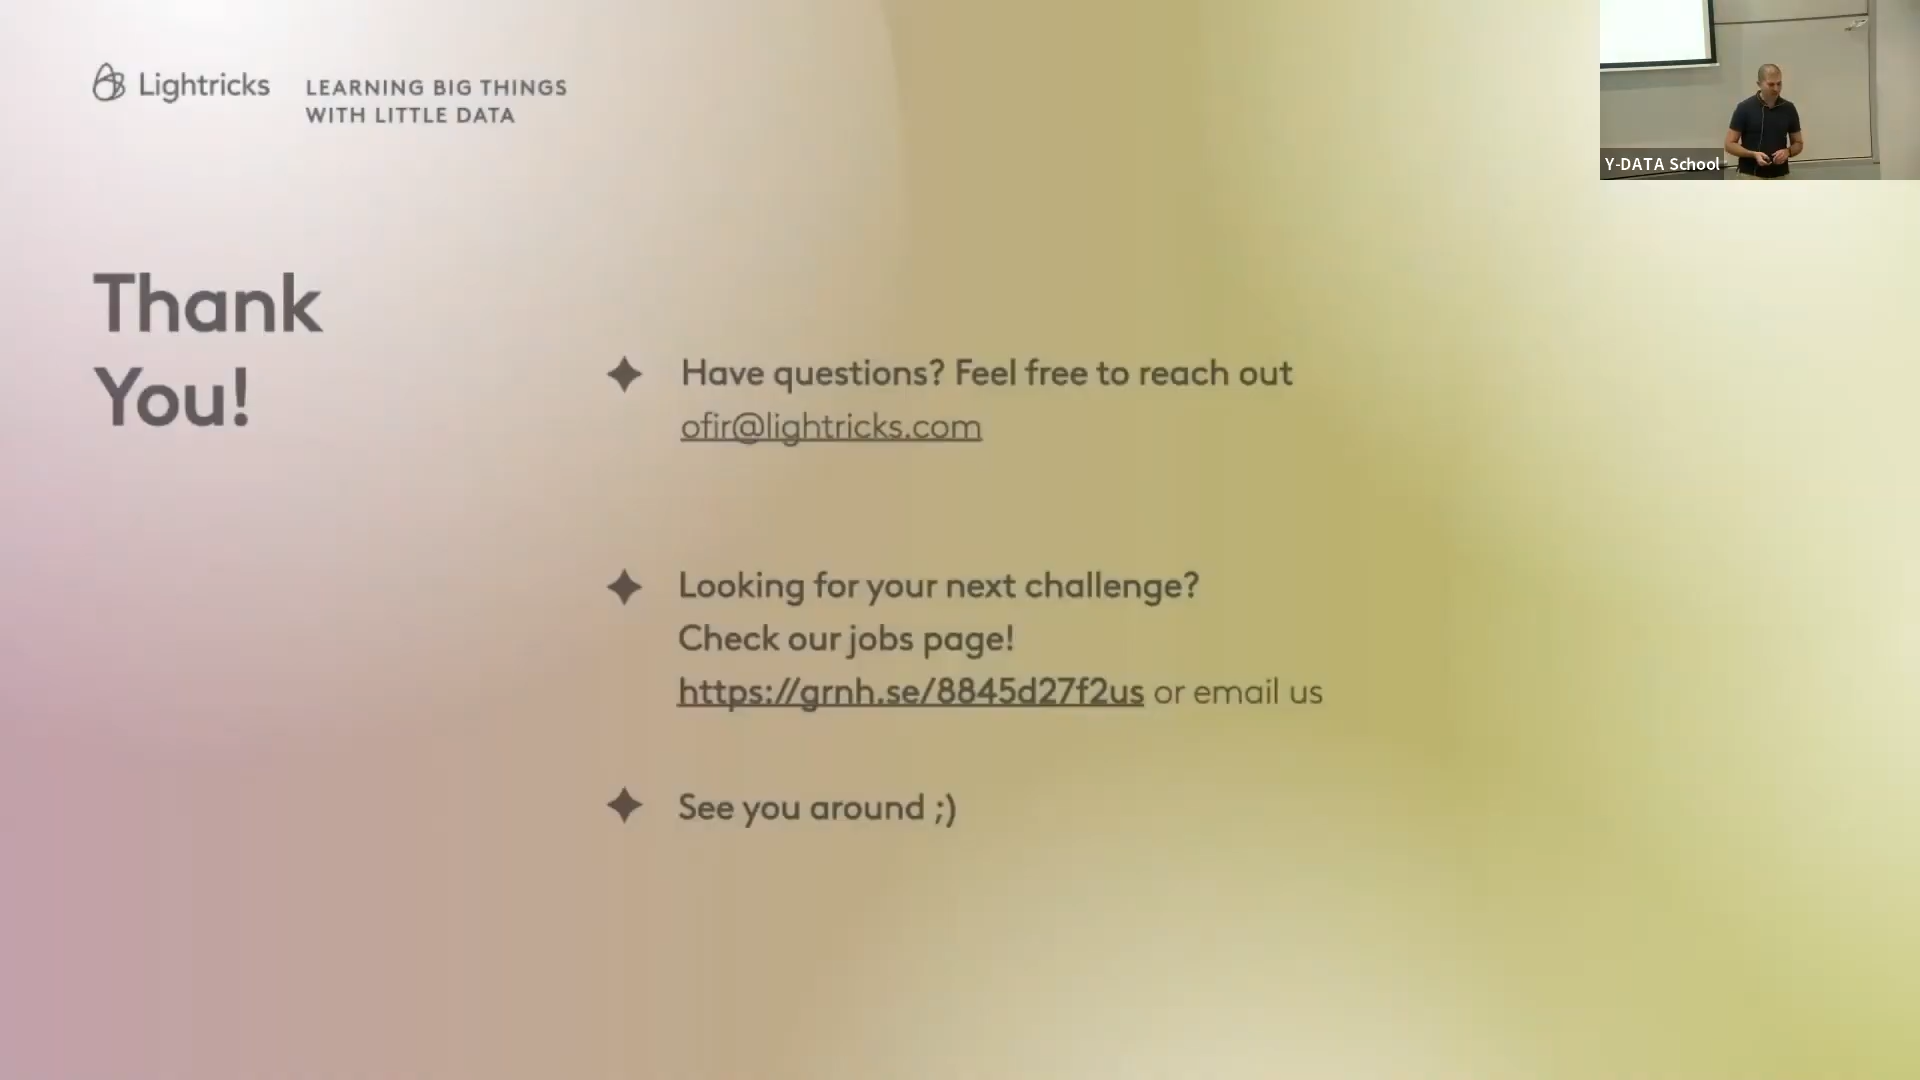 Lightricks
LEARNING BIG THINGS
WITH LITTLE DATA
Y-DATA School
Thank
You!
Have questions? Feel free to reach out
ofir@lightricks.com
Looking for your next challenge?
Check our jobs page!
https://grnh.se/8845d27f2us or email us
See you around ;)